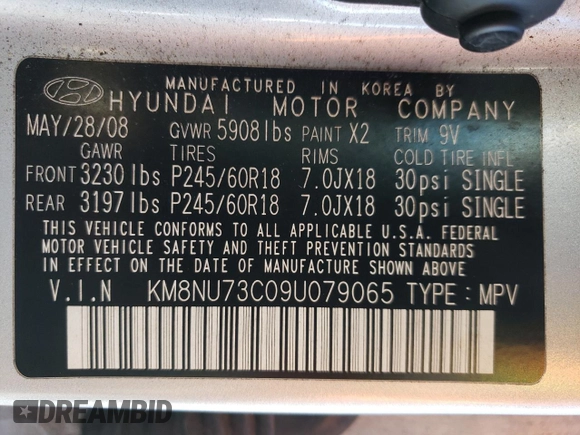 MANUFACTURED IN KOREA BY
HYUNDAI MOTOR COMPANY
MAY/28/08 GVWR 5908lbs PAINT X2 TRIM 9V
GAWR TIRES RIMS COLD TIRE INFL
FRONT 3230lbs P245/60R18 7.0JX18 30psi SINGLE
REAR 3197lbs P245/60R18 7.0JX18 30psi SINGLE
THIS VEHICLE CONFORMS TO ALL APPLICABLE U.S.A. FEDERAL
MOTOR VEHICLE SAFETY AND THEFT PREVENTION STANDARDS
IN EFFECT ON THE DATE OF MANUFACTURE SHOWN ABOVE.
V.I.N KM8NU73C09U079065 TYPE: MPV
DREAMBID